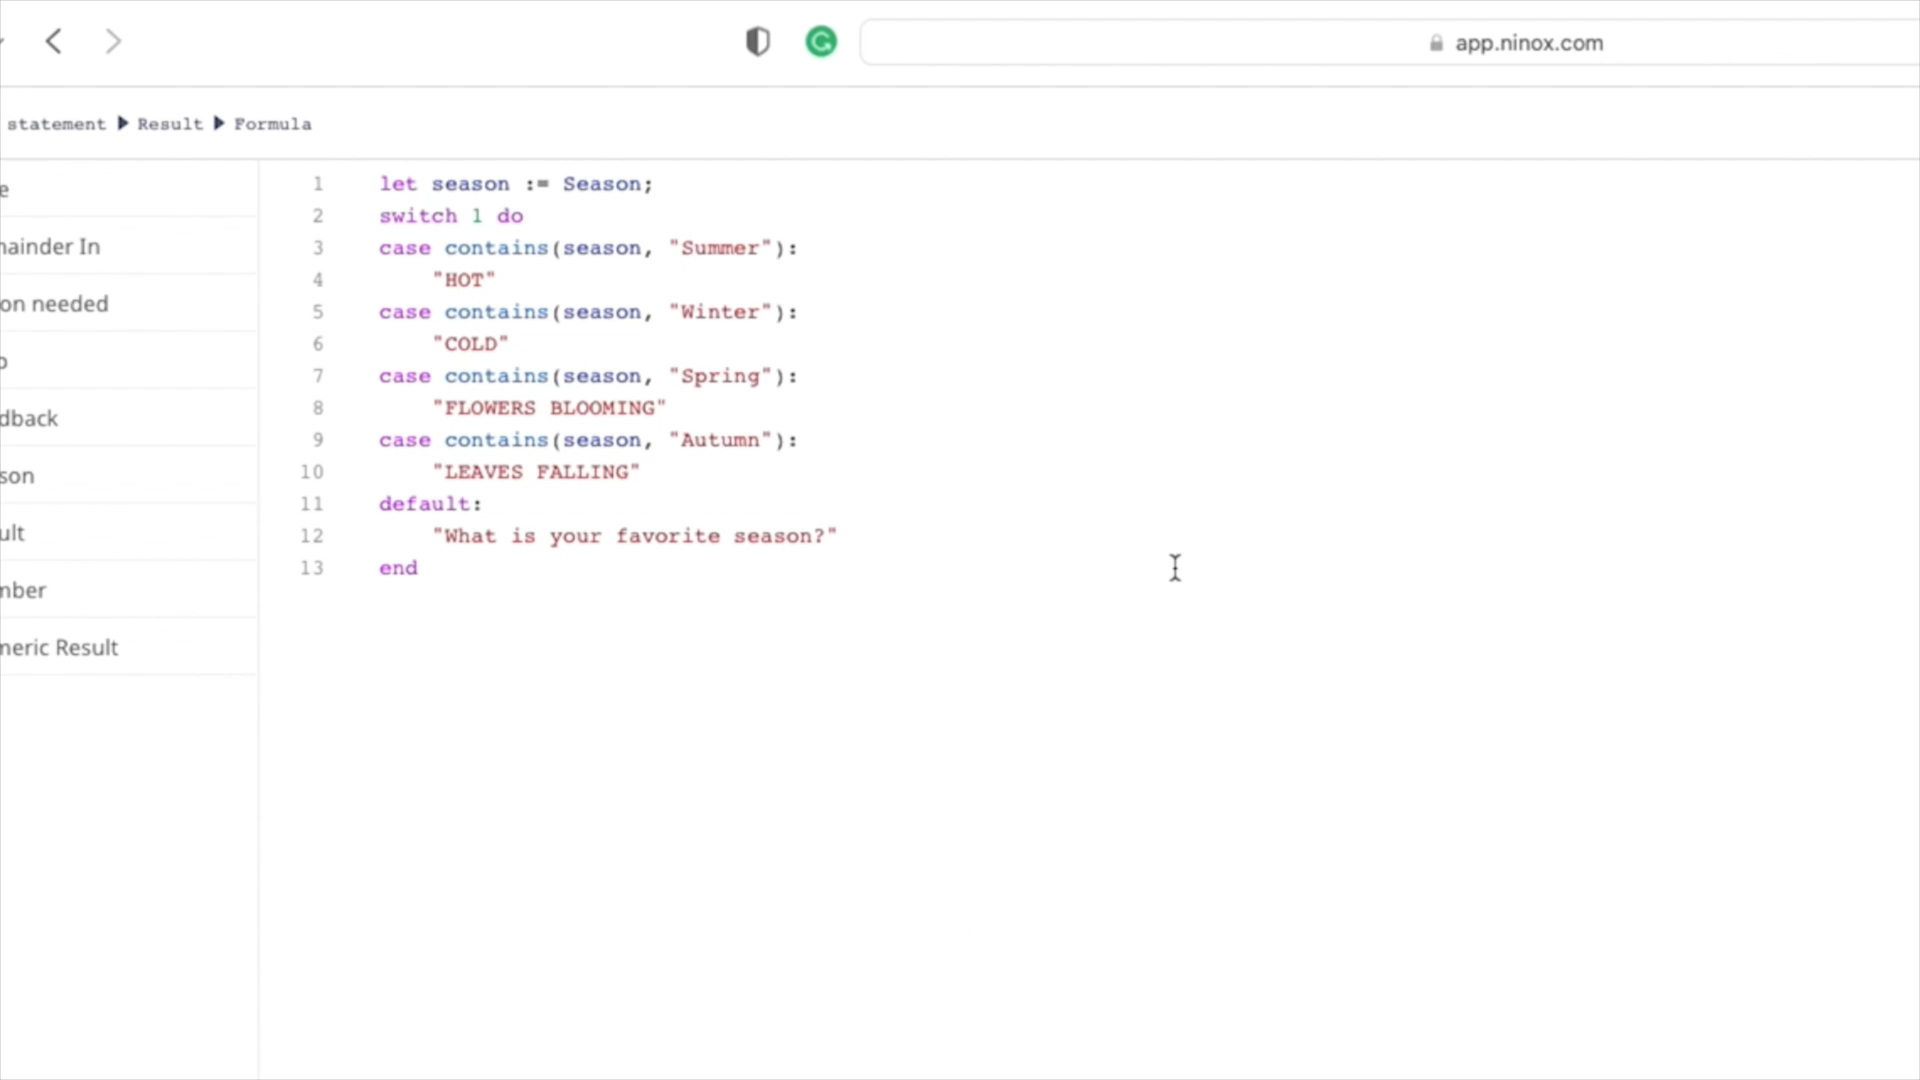 app.ninox.com
statement ▶ Result ▶ Formula
e
nainder In
on needed
o
dback
son
ult
mber
meric Result
1 let season := Season;
2 switch 1 do
3 case contains(season, "Summer"):
4 "HOT"
5 case contains(season, "Winter"):
6 "COLD"
7 case contains(season, "Spring"):
8 "FLOWERS BLOOMING"
9 case contains(season, "Autumn"):
10 "LEAVES FALLING"
11 default:
12 "What is your favorite season?"
13 end